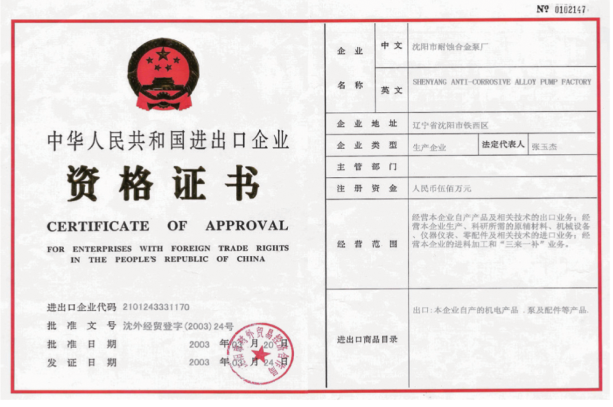 Nº 0102147
中华人民共和国进出口企业
资格证书
CERTIFICATE OF APPROVAL
FOR ENTERPRISES WITH FOREIGN TRADE RIGHTS
IN THE PEOPLE'S REPUBLIC OF CHINA
进出口企业代码 2101243331170
批准文号 沈外经贸登字(2003)24号
批准日期 2003 年 月 20 日
发证日期 2003 年 03 月 24 日
企业名称 中文 沈阳市耐蚀合金泵厂
英文 SHENYANG ANTI-CORROSIVE ALLOY PUMP FACTORY
企业地址 辽宁省沈阳市铁西区
企业类型 生产企业 法定代表人 张玉杰
主管部门
注册资金 人民币伍佰万元
经营范围
经营本企业自产产品及相关技术的出口业务；经
营本企业生产、科研所需的原辅材料、机械设备
、仪器仪表、零配件及相关技术的进口业务；经
营本企业的进料加工和“三来一补”业务。
进出口商品目录
出口:本企业自产的机电产品．泵及配件等产品.